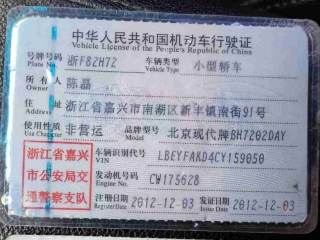 中华人民共和国机动车行驶证
Vehicle License of the People's Republic of China
号牌号码 Plate No. 浙F82H72 车辆类型 Vehicle Type 小型轿车
所有人 Owner 陈磊
住址 Address 浙江省嘉兴市南湖区新丰镇南街91号
使用性质 Use Character 非营运 品牌型号 Model 北京现代牌BH7202DAY
浙江省嘉兴
市公安局交
通警察支队
车辆识别代号 VIN LBEYFAKD4CY159050
发动机号码 Engine No. CW175628
注册日期 Register Date 2012-12-03 发证日期 Issue Date 2012-12-03